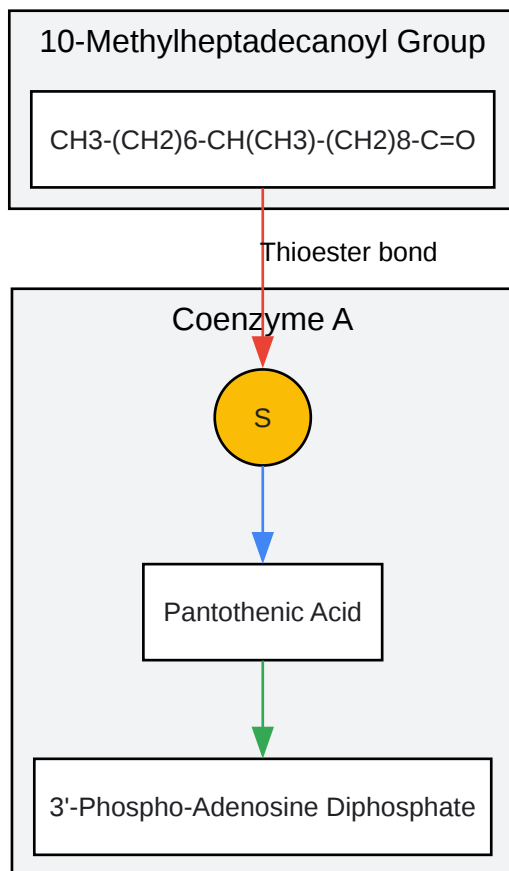 10-Methylheptadecanoyl Group
CH3-(CH2)6-CH(CH3)-(CH2)8-C=O
Thioester bond
Coenzyme A
S
Pantothenic Acid
3'-Phospho-Adenosine Diphosphate